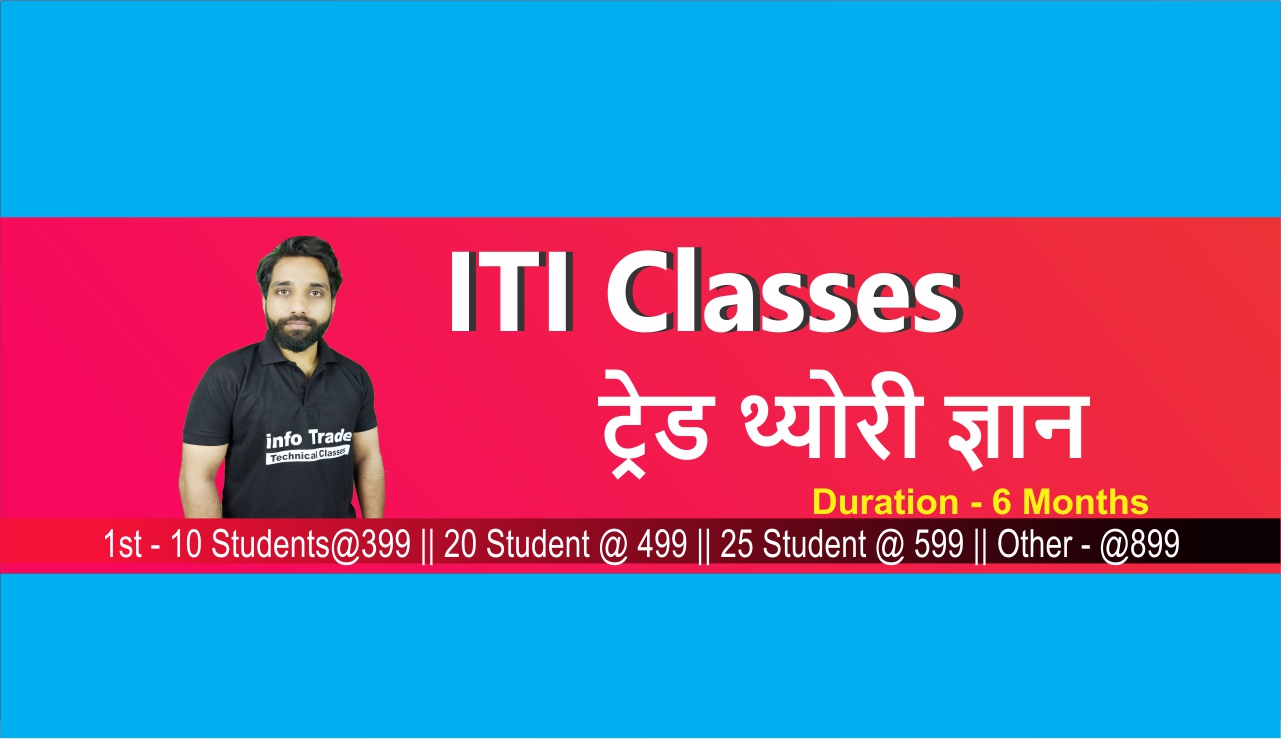 ITI Classes
ट्रेड थ्योरी ज्ञान
info Trade
Technical Classes
Duration - 6 Months
1st - 10 Students@399 || 20 Student @ 499 || 25 Student @ 599 || Other - @899